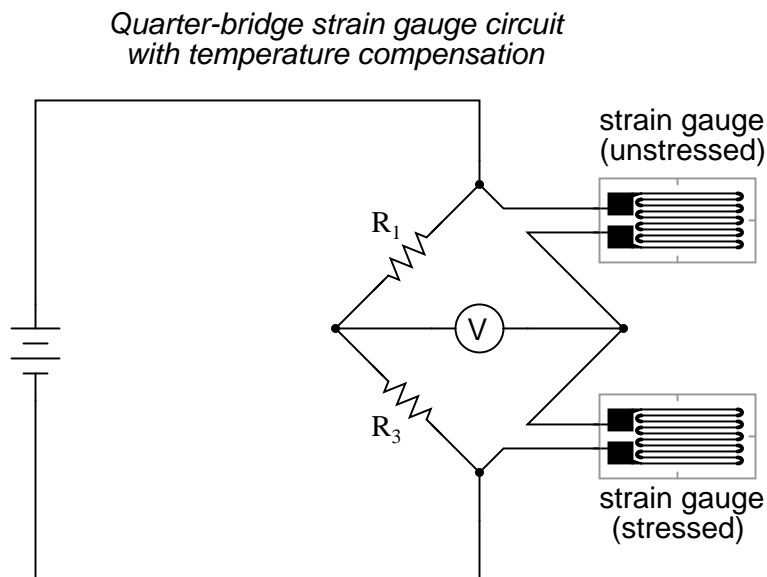 Quarter-bridge strain gauge circuit
with temperature compensation
strain gauge
(unstressed)
R1
V
R3
strain gauge
(stressed)